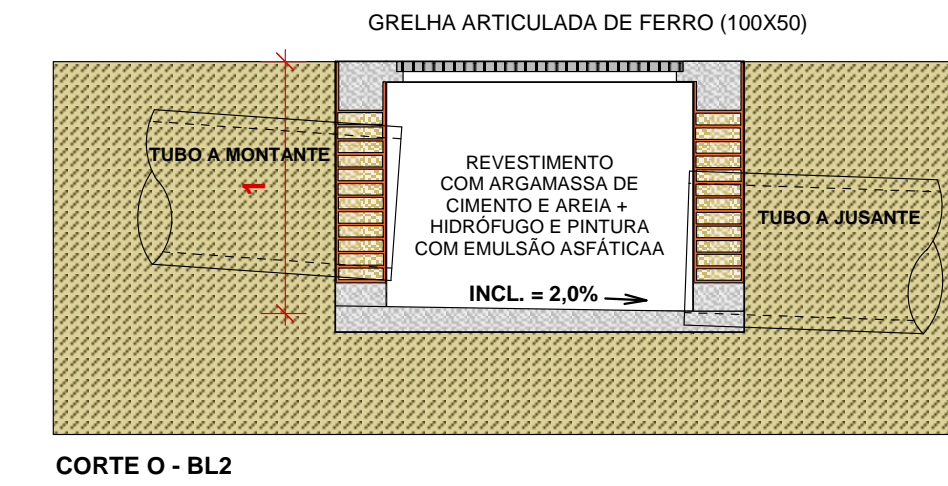 GRELHA ARTICULADA DE FERRO (100X50)
TUBO A MONTANTE
1
REVESTIMENTO
COM ARGAMASSA DE
CIMENTO E AREIA +
HIDRÓFUGO E PINTURA
COM EMULSÃO ASFÁTICAA
TUBO A JUSANTE
INCL. = 2,0%
CORTE O - BL2